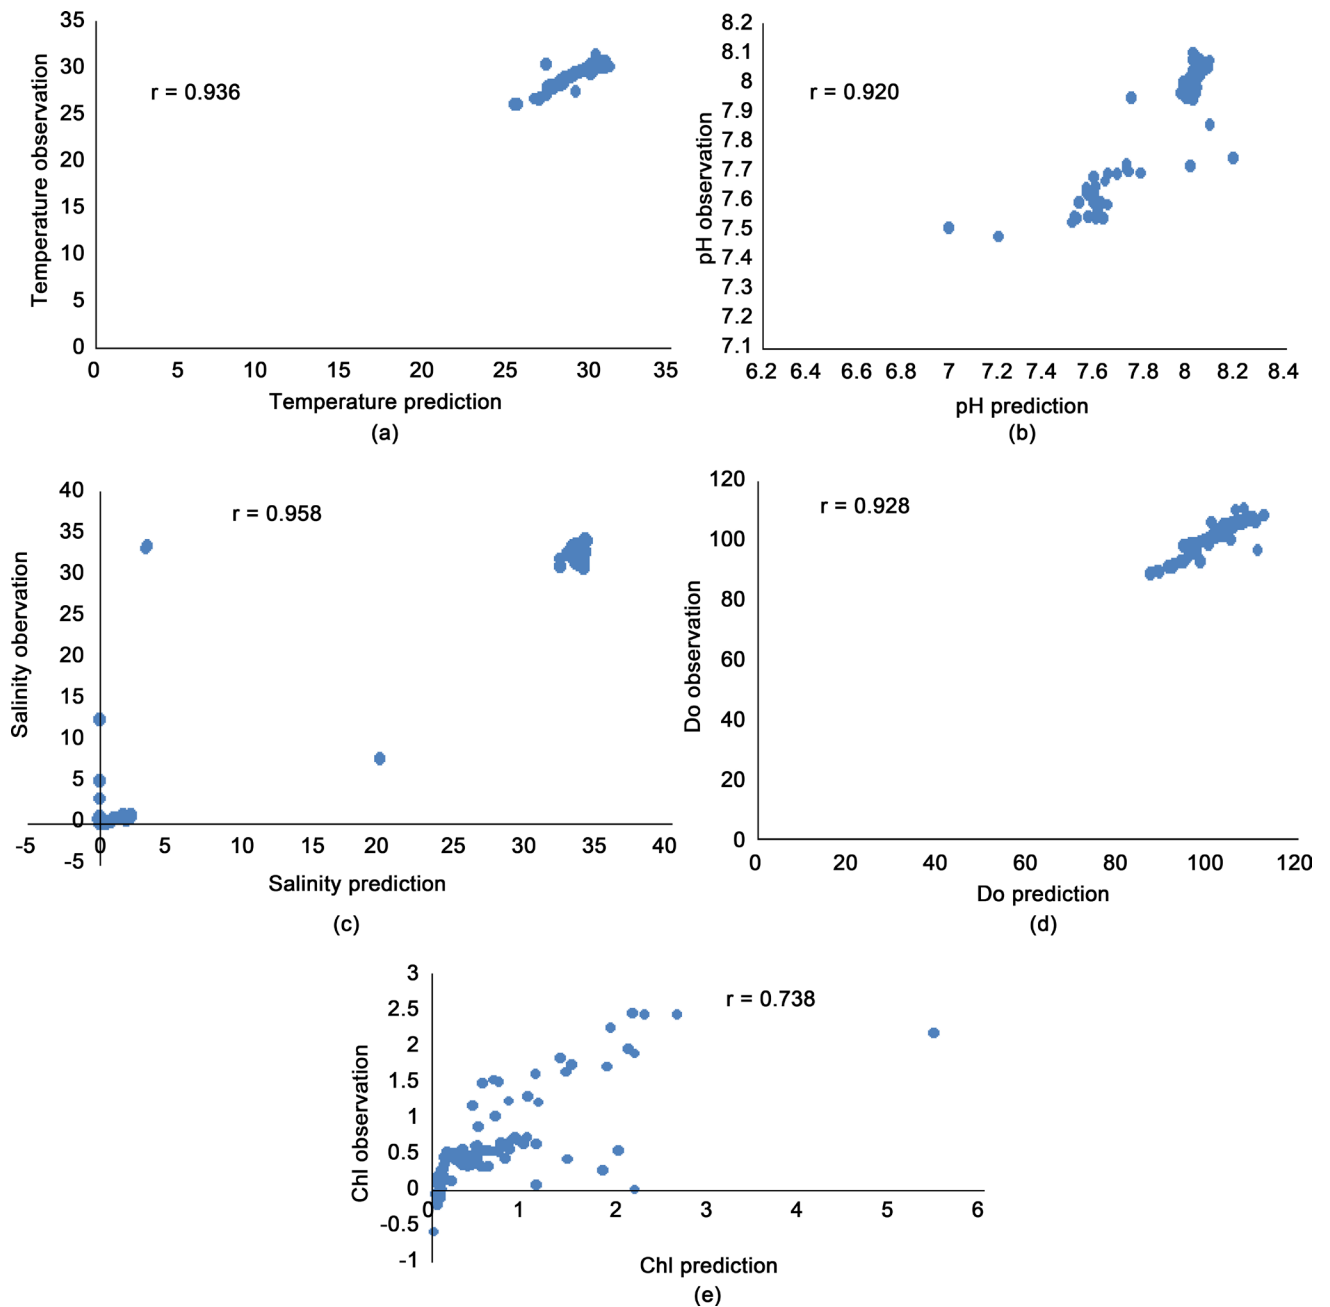 35
30
25
20
15
10
5
0
Temperature observation
r = 0.936
0 5 10 15 20 25 30 35
Temperature prediction
(a)
8.2
8.1
8
7.9
7.8
7.7
7.6
7.5
7.4
7.3
7.2
7.1
pH observation
r = 0.920
6.2 6.4 6.6 6.8 7 7.2 7.4 7.6 7.8 8 8.2 8.4
pH prediction
(b)
40
35
30
25
20
15
10
5
0
-5
Salinity obervation
r = 0.958
-5 0 5 10 15 20 25 30 35 40
Salinity prediction
(c)
120
100
80
60
40
20
0
Do observation
r = 0.928
0 20 40 60 80 100 120
Do prediction
(d)
3
2.5
2
1.5
1
0.5
0
-0.5
-1
Chl observation
r = 0.738
0 1 2 3 4 5 6
Chl prediction
(e)